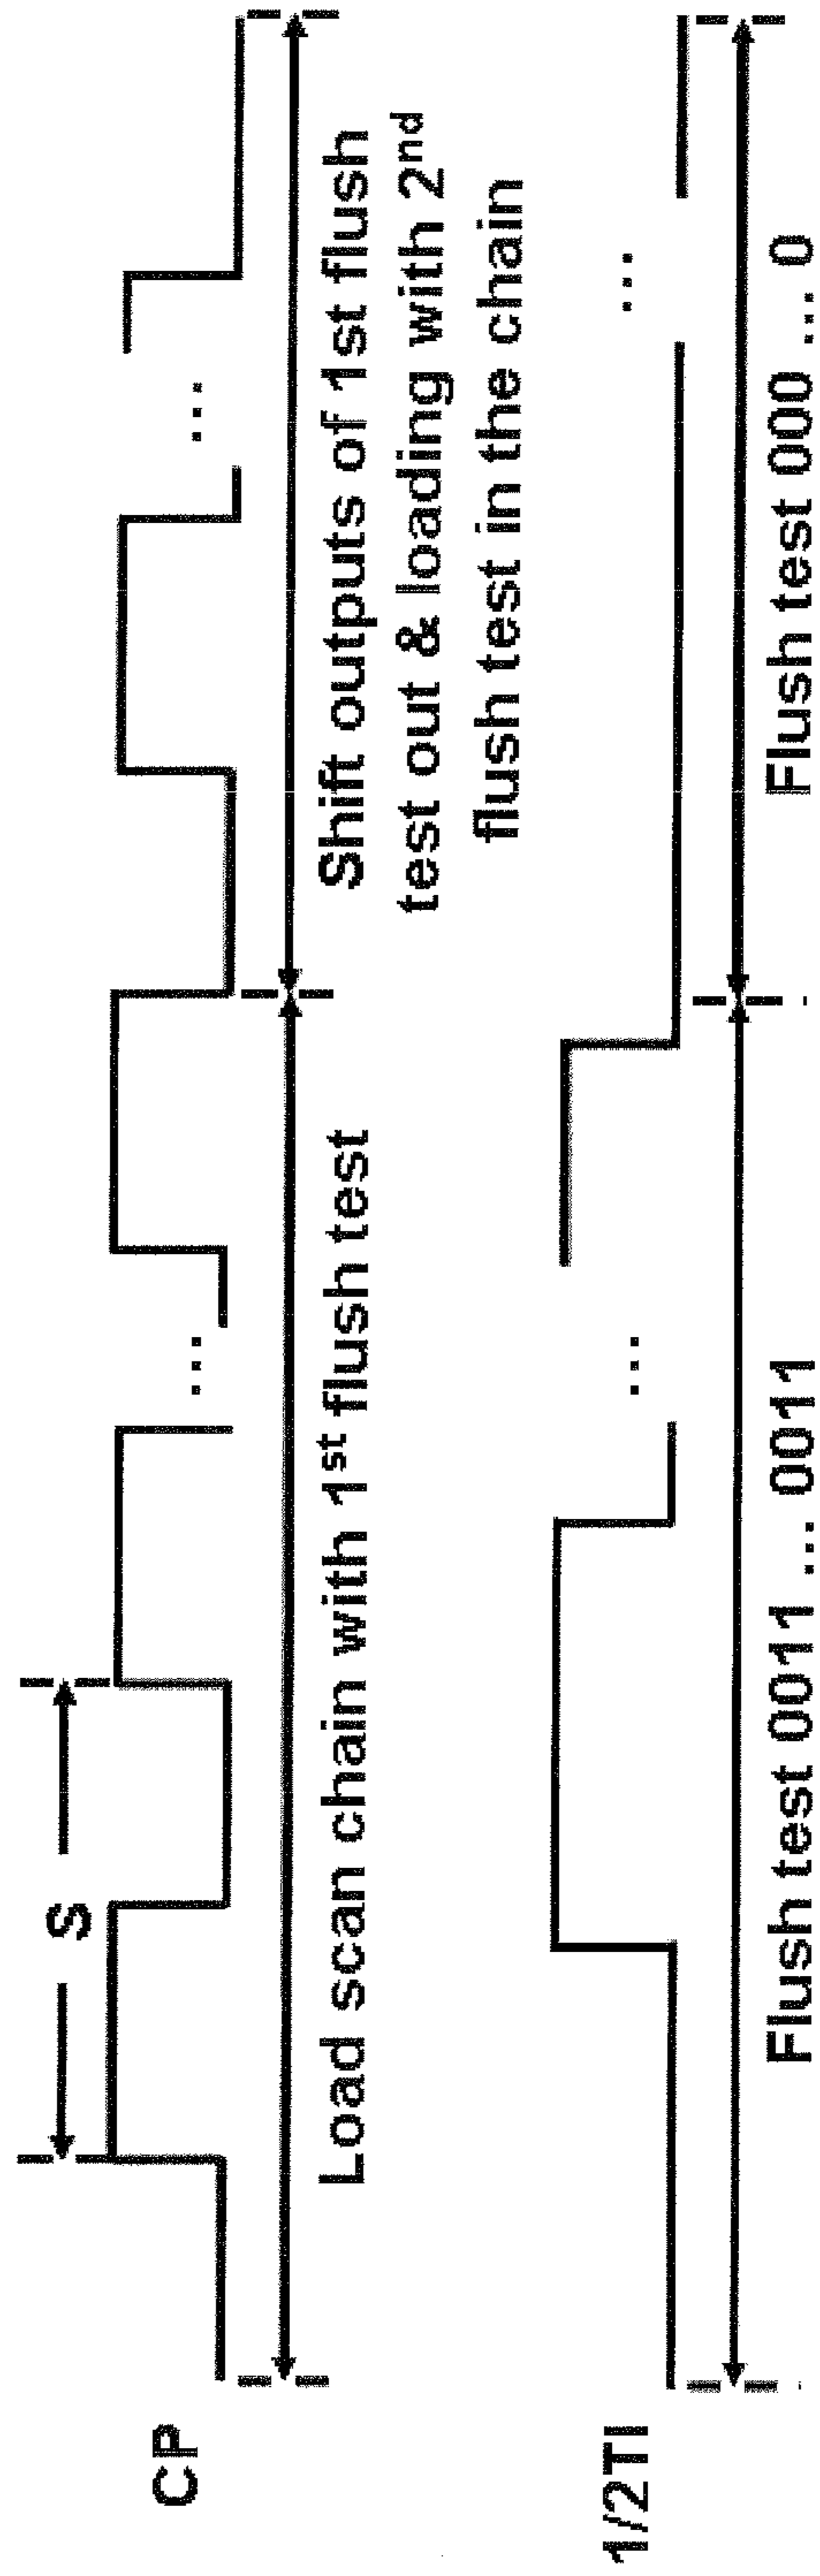 S
CP
Load scan chain with 1st flush test
Shift outputs of 1st flush
test out & loading with 2nd
flush test in the chain
1/2TI
Flush test 0011 ... 0011
Flush test 000 ... 0